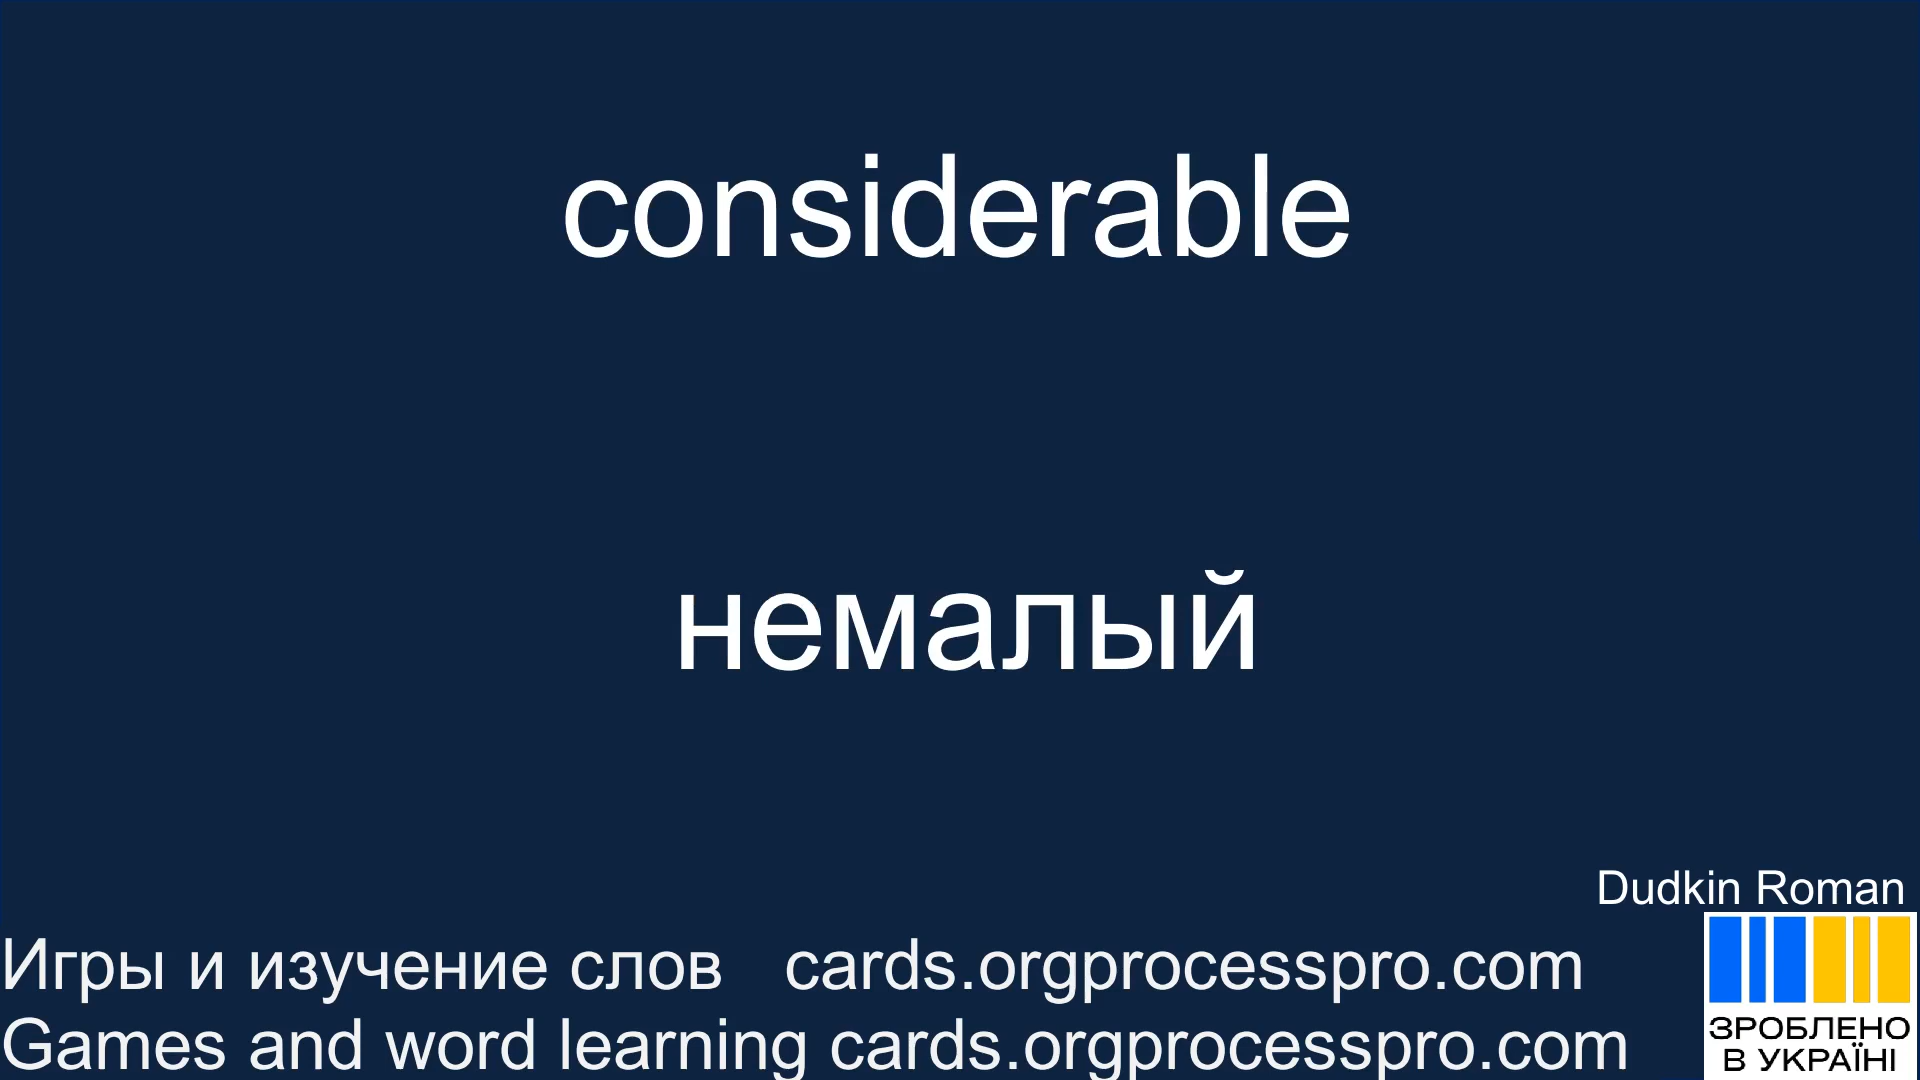 considerable
немалый
Dudkin Roman
Игры и изучение слов cards.orgprocesspro.com
Games and word learning cards.orgprocesspro.com
ЗРОБЛЕНО
В УКРАЇНІ